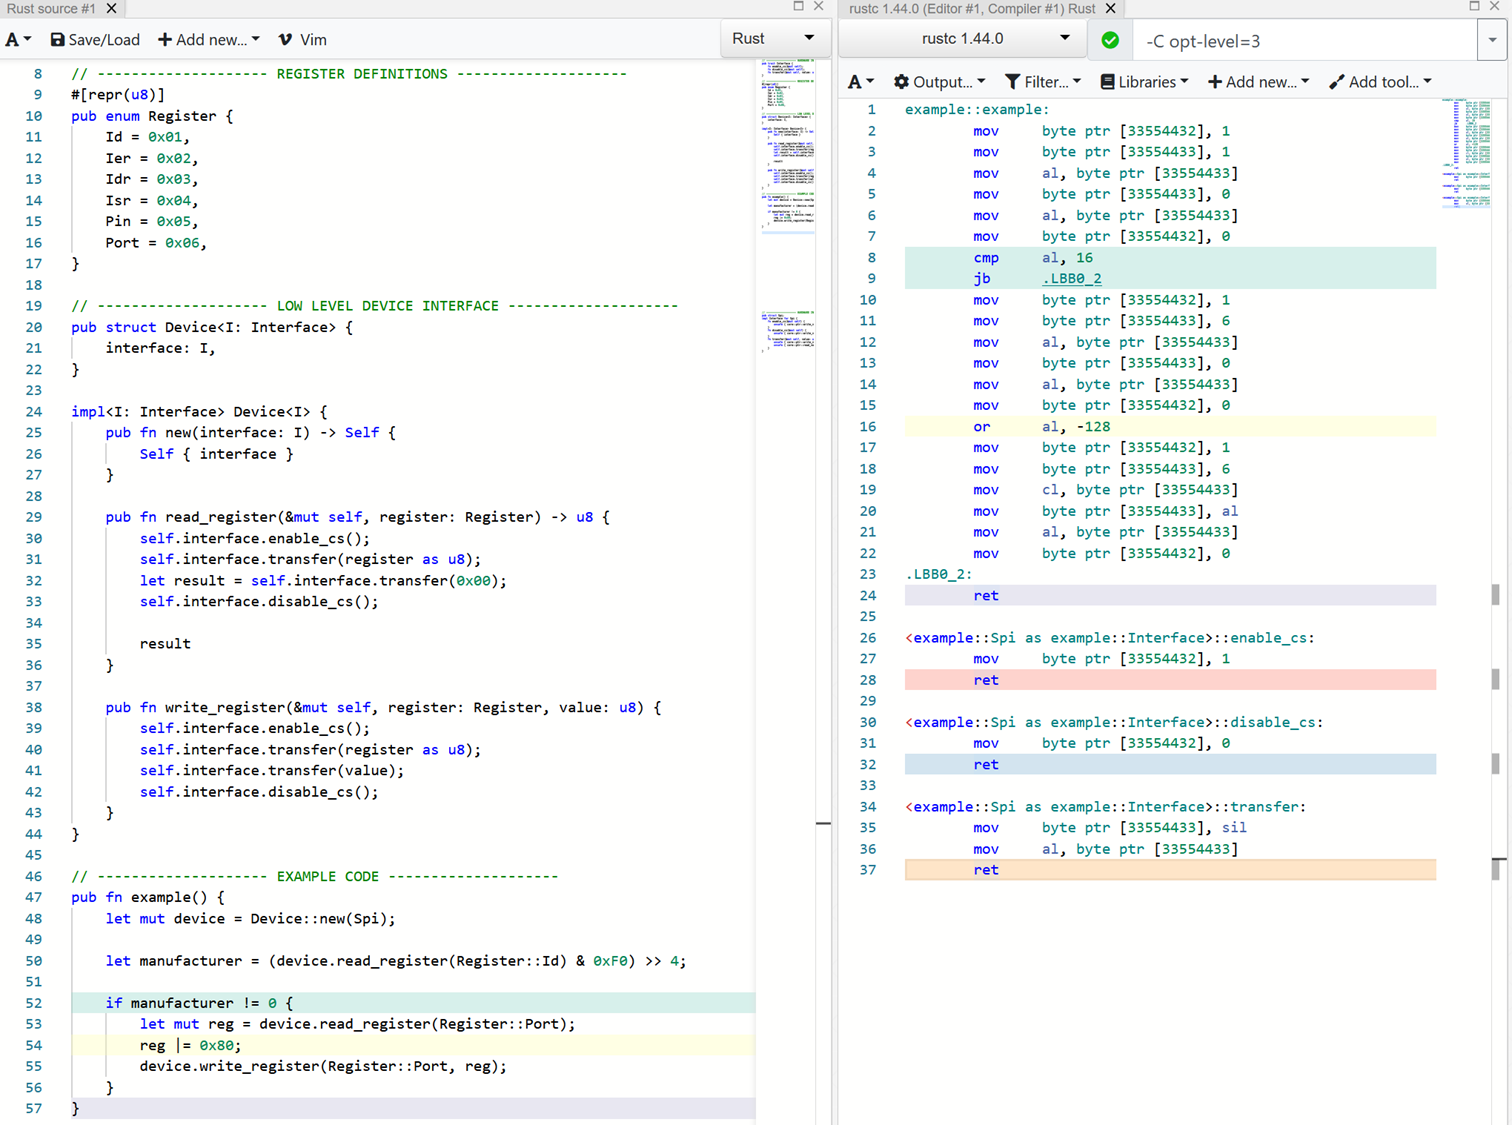 Rust source #1 ✕
A Save/Load + Add new... Vim Rust
8 // -------------------- REGISTER DEFINITIONS --------------------
9 #[repr(u8)]
10 pub enum Register {
11     Id = 0x01,
12     Ier = 0x02,
13     Idr = 0x03,
14     Isr = 0x04,
15     Pin = 0x05,
16     Port = 0x06,
17 }
18
19 // -------------------- LOW LEVEL DEVICE INTERFACE --------------------
20 pub struct Device<I: Interface> {
21     interface: I,
22 }
23
24 impl<I: Interface> Device<I> {
25     pub fn new(interface: I) -> Self {
26         Self { interface }
27     }
28
29     pub fn read_register(&mut self, register: Register) -> u8 {
30         self.interface.enable_cs();
31         self.interface.transfer(register as u8);
32         let result = self.interface.transfer(0x00);
33         self.interface.disable_cs();
34
35         result
36     }
37
38     pub fn write_register(&mut self, register: Register, value: u8) {
39         self.interface.enable_cs();
40         self.interface.transfer(register as u8);
41         self.interface.transfer(value);
42         self.interface.disable_cs();
43     }
44 }
45
46 // -------------------- EXAMPLE CODE --------------------
47 pub fn example() {
48     let mut device = Device::new(Spi);
49
50     let manufacturer = (device.read_register(Register::Id) & 0xF0) >> 4;
51
52     if manufacturer != 0 {
53         let mut reg = device.read_register(Register::Port);
54         reg |= 0x80;
55         device.write_register(Register::Port, reg);
56     }
57 }
rustc 1.44.0 (Editor #1, Compiler #1) Rust ✕
rustc 1.44.0 -C opt-level=3
A Output... Filter... Libraries + Add new... Add tool...
1 example::example:
2         mov     byte ptr [33554432], 1
3         mov     byte ptr [33554433], 1
4         mov     al, byte ptr [33554433]
5         mov     byte ptr [33554433], 0
6         mov     al, byte ptr [33554433]
7         mov     byte ptr [33554432], 0
8         cmp     al, 16
9         jb      .LBB0_2
10         mov     byte ptr [33554432], 1
11         mov     byte ptr [33554433], 6
12         mov     al, byte ptr [33554433]
13         mov     byte ptr [33554433], 0
14         mov     al, byte ptr [33554433]
15         mov     byte ptr [33554432], 0
16         or      al, -128
17         mov     byte ptr [33554432], 1
18         mov     byte ptr [33554433], 6
19         mov     cl, byte ptr [33554433]
20         mov     byte ptr [33554433], al
21         mov     al, byte ptr [33554433]
22         mov     byte ptr [33554432], 0
23 .LBB0_2:
24         ret
25
26 <example::Spi as example::Interface>::enable_cs:
27         mov     byte ptr [33554432], 1
28         ret
29
30 <example::Spi as example::Interface>::disable_cs:
31         mov     byte ptr [33554432], 0
32         ret
33
34 <example::Spi as example::Interface>::transfer:
35         mov     byte ptr [33554433], sil
36         mov     al, byte ptr [33554433]
37         ret